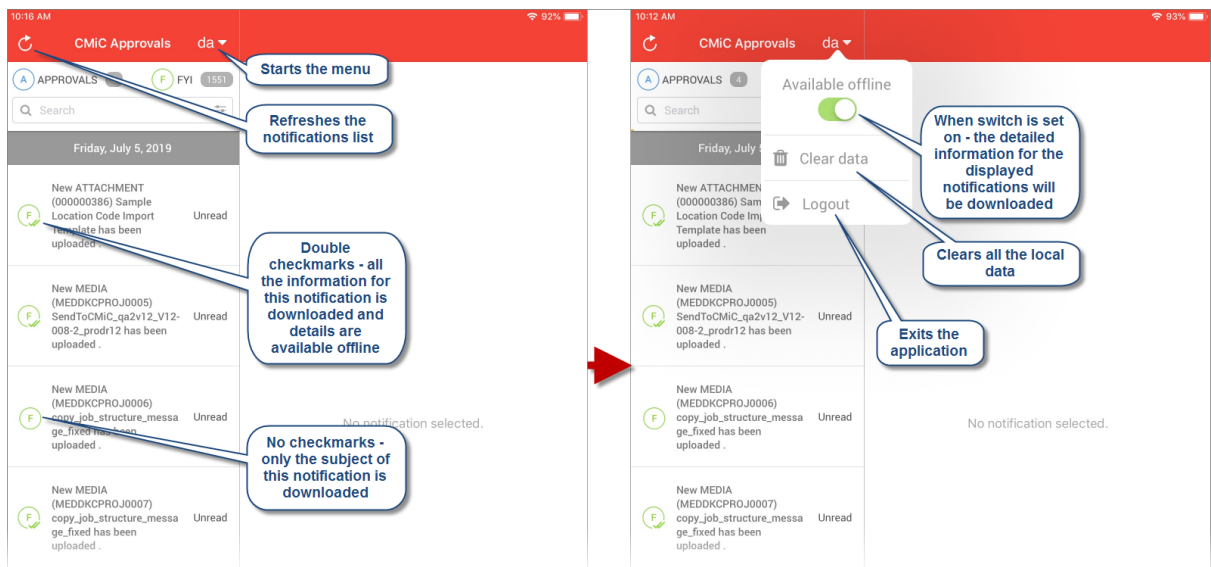 10:16 AM
92%
CMiC Approvals
da
A APPROVALS
F FYI 1551
Search
Friday, July 5, 2019
New ATTACHMENT
(000000386) Sample
Location Code Import
Template has been
uploaded .
Unread
F
New MEDIA
(MEDDKCPROJ0005)
SendToCMiC_qa2v12_V12-
008-2_prodr12 has been
uploaded .
Unread
F
New MEDIA
(MEDDKCPROJ0006)
copy_job_structure_messa
ge_fixed has been
uploaded .
Unread
F
New MEDIA
(MEDDKCPROJ0007)
copy_job_structure_messa
ge_fixed has been
uploaded .
Unread
F
No notification selected.
Starts the menu
Refreshes the
notifications list
Double
checkmarks - all
the information for
this notification is
downloaded and
details are
available offline
No checkmarks -
only the subject of
this notification is
downloaded
10:12 AM
93%
CMiC Approvals
da
A APPROVALS 4
Search
Friday, July
New ATTACHMEN
(000000386) Sam
Location Code Im
Template has been
uploaded .
F
New MEDIA
(MEDDKCPROJ0005)
SendToCMiC_qa2v12_V12-
008-2_prodr12 has been
uploaded .
Unread
F
New MEDIA
(MEDDKCPROJ0006)
copy_job_structure_messa
ge_fixed has been
uploaded .
Unread
F
New MEDIA
(MEDDKCPROJ0007)
copy_job_structure_messa
ge_fixed has been
uploaded .
Unread
F
No notification selected.
Available offline
Clear data
Logout
When switch is set
on - the detailed
information for the
displayed
notifications will
be downloaded
Clears all the local
data
Exits the
application